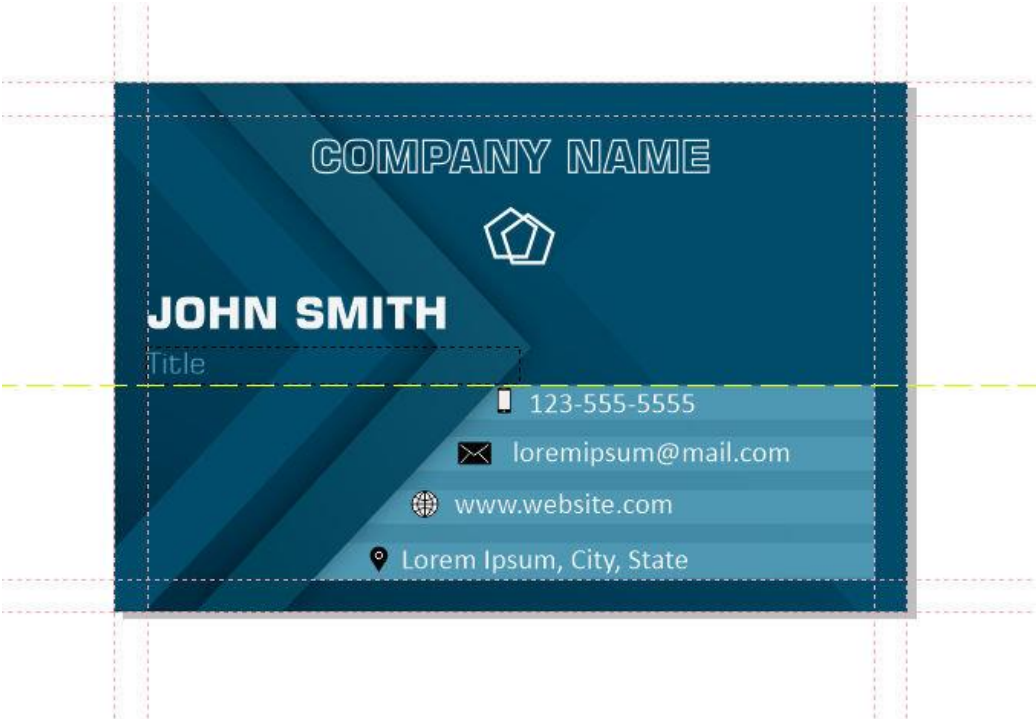 COMPANY NAME
JOHN SMITH
Title
123-555-5555
loremipsum@mail.com
www.website.com
Lorem Ipsum, City, State